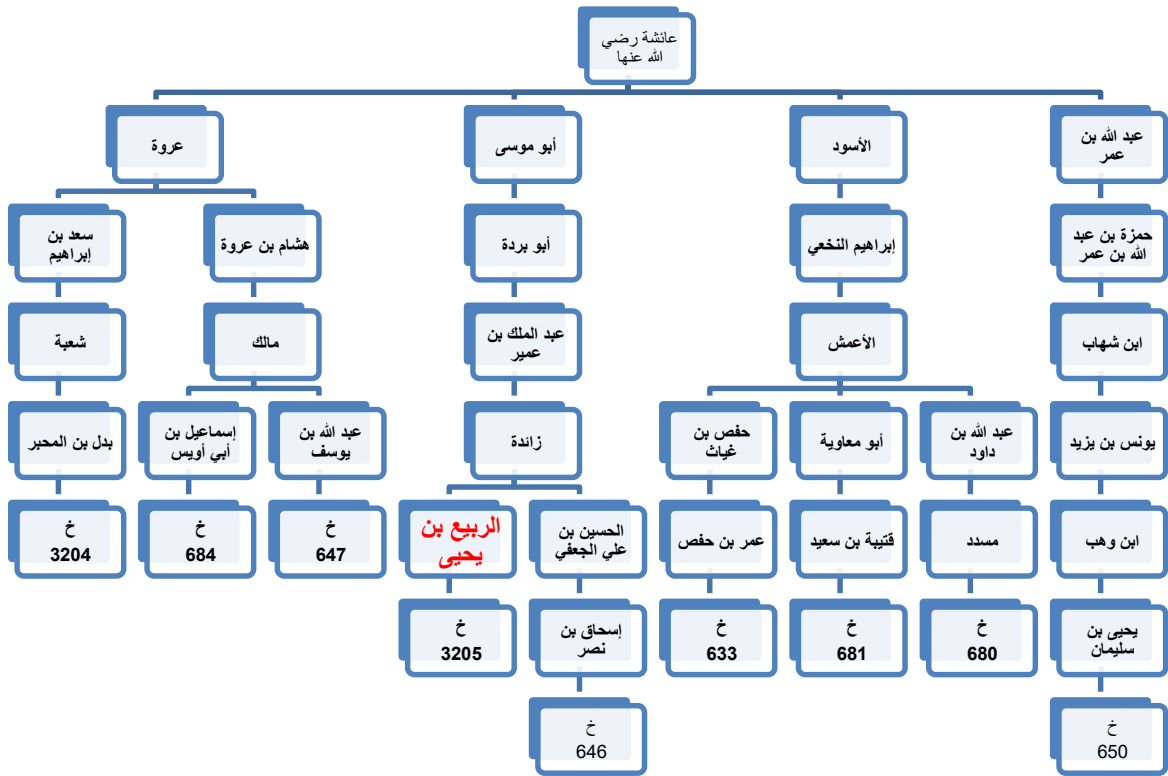 عائشة رضي
الله عنها
عبد الله بن
عمر
الأسود
أبو موسى
عروة
حمزة بن عبد
الله بن عمر
إبراهيم النخعي
أبو بردة
هشام بن عروة
سعد بن
إبراهيم
ابن شهاب
الأعمش
عبد الملك بن
عمير
مالك
شعبة
يونس بن يزيد
عبد الله بن
داود
أبو معاوية
حفص بن
غياث
زائدة
عبد الله بن
يوسف
إسماعيل بن
أبي أويس
بدل بن المحبر
ابن وهب
مسدد
قتيبة بن سعيد
عمر بن حفص
الحسين بن
علي الجعفي
الربيع بن
يحيى
خ
647
خ
684
خ
3204
يحيى بن
سليمان
خ
680
خ
681
خ
633
إسحاق بن
نصر
خ
3205
خ
650
خ
646